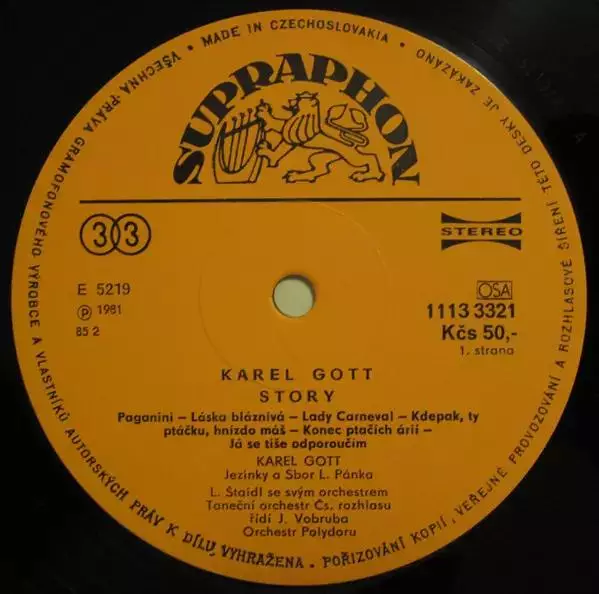 VŠECHNA PRÁVA GRAMOFONOVÉHO VÝROBCE A VLASTNÍKŮ AUTORSKÝCH PRÁV K DÍLU VYHRAŽENA. • POŘIZOVÁNÍ KOPIÍ, VEŘEJNÉ PROVOZOVÁNÍ A ROZHLASOVÉ ŠÍŘENÍ TÉTO DESKY JE ZAKÁZÁNO
• MADE IN CZECHOSLOVAKIA •
SUPRAPHON
33
STEREO
E 5219
OSA
Ⓟ 1981
1113 3321
85 2
Kčs 50,-
1. strana
KAREL GOTT
STORY
Paganini – Láska bláznivá – Lady Carneval – Kdepak, ty
ptáčku, hnízdo máš – Konec ptačích árií –
Já se tiše odporoučím
KAREL GOTT
Jezinky a Sbor L. Pánka
L. Staidl se svým orchestrem
Taneční orchestr Čs. rozhlasu
řídí J. Vobruba
Orchestr Polydoru